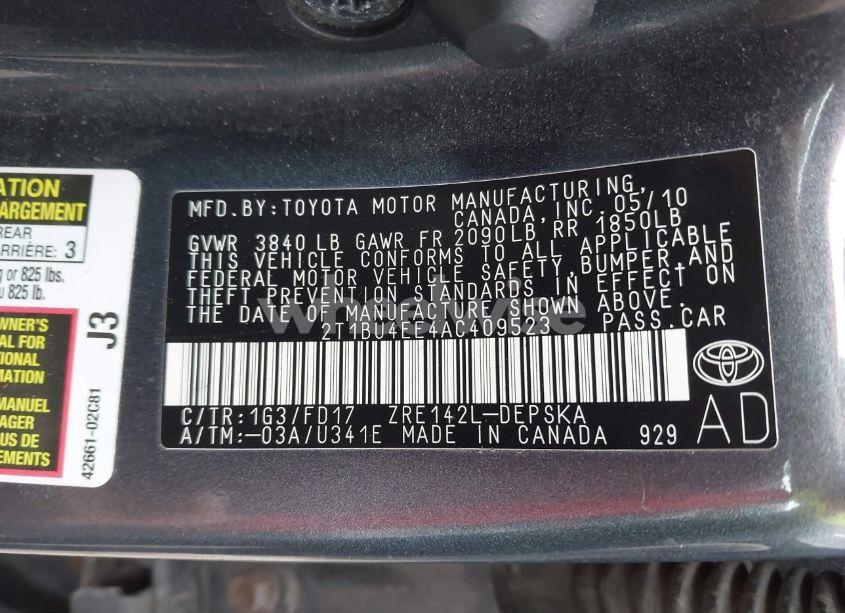 ATION
ARGEMENT
REAR
ARRIÈRE: 3
g or 825 lbs.
u 825 lb.
OWNER'S
AL FOR
TIONAL
MATION
MANUEL
AGER
US DE
EMENTS
J3
42661-02C81
MFD.BY:TOYOTA MOTOR MANUFACTURING,
CANADA, INC. 05/10
GVWR 3840 LB GAWR FR 2090LB, RR 1850LB
THIS VEHICLE CONFORMS TO ALL APPLICABLE
FEDERAL MOTOR VEHICLE SAFETY, BUMPER, AND
THEFT PREVENTION STANDARDS IN EFFECT ON
THE DATE OF MANUFACTURE SHOWN ABOVE.
2T1BU4EE4AC409523 PASS.CAR
C/TR:1G3/FD17 ZRE142L-DEPSKA
A/TM:-03A/U341E MADE IN CANADA 929
AD